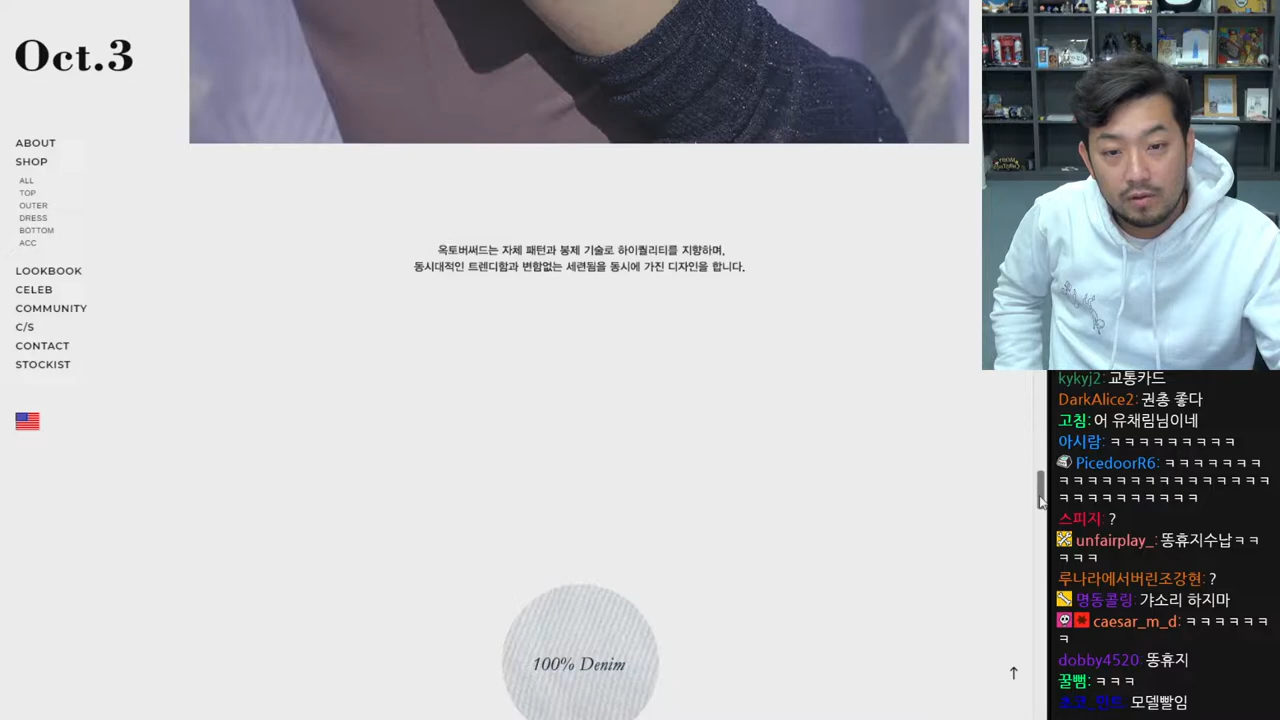 Oct.3
ABOUT
SHOP
ALL
TOP
OUTER
DRESS
BOTTOM
ACC
LOOKBOOK
CELEB
COMMUNITY
C/S
CONTACT
STOCKIST
옥토버써드는 자체 패턴과 봉제 기술로 하이퀄리티를 지향하며,
동시대적인 트렌디함과 변함없는 세련됨을 동시에 가진 디자인을 합니다.
100% Denim
↑
kykyj2: 교통카드
DarkAlice2: 권총 좋다
고침: 어 유채림님이네
아시람: ㅋㅋㅋㅋㅋㅋㅋㅋㅋ
PicedoorR6: ㅋㅋㅋㅋㅋㅋㅋ
ㅋㅋㅋㅋㅋㅋㅋㅋㅋㅋㅋㅋㅋㅋㅋ
ㅋㅋㅋㅋㅋㅋㅋㅋㅋㅋ
스피지: ?
unfairplay_: 똥휴지수납ㅋㅋ
ㅋㅋㅋ
루나라에서버린조강현: ?
명동콜링: 갸소리 하지마
caesar_m_d: ㅋㅋㅋㅋㅋㅋ
ㅋ
dobby4520: 똥휴지
꿀뻠: ㅋㅋㅋ
모델빨임